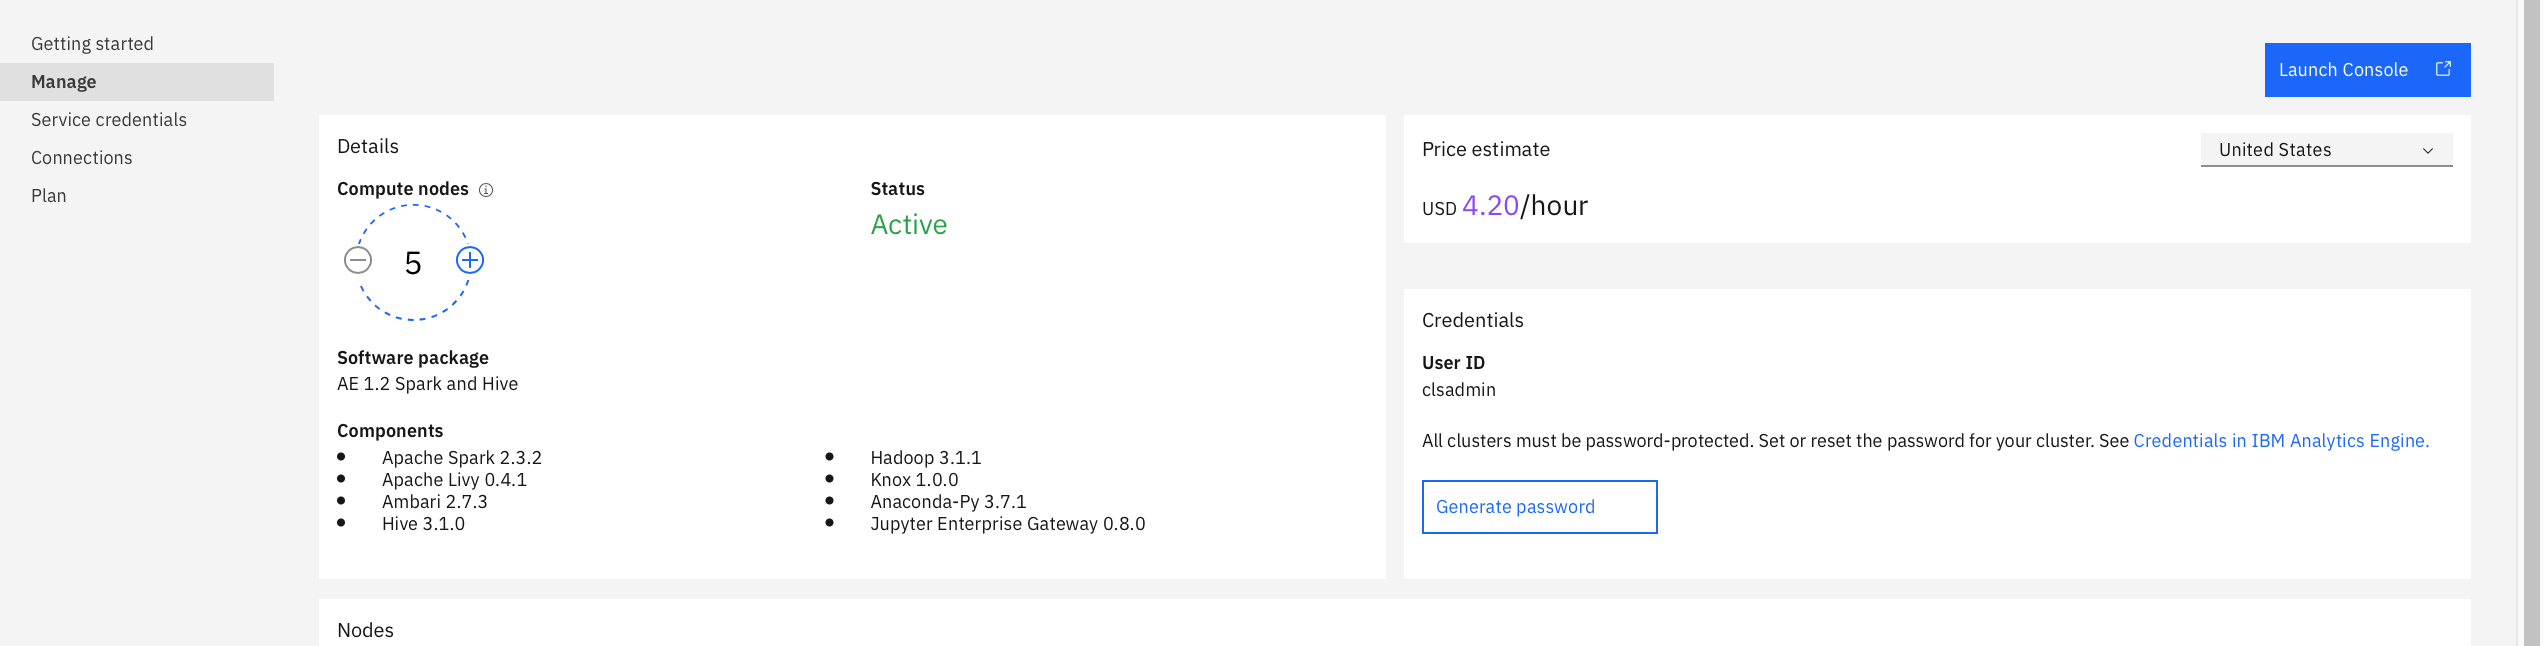 Getting started
Manage
Service credentials
Connections
Plan
Launch Console
Details
Compute nodes
5
Status
Active
Software package
AE 1.2 Spark and Hive
Components
Apache Spark 2.3.2
Apache Livy 0.4.1
Ambari 2.7.3
Hive 3.1.0
Hadoop 3.1.1
Knox 1.0.0
Anaconda-Py 3.7.1
Jupyter Enterprise Gateway 0.8.0
Price estimate
United States
USD 4.20/hour
Credentials
User ID
clsadmin
All clusters must be password-protected. Set or reset the password for your cluster. See Credentials in IBM Analytics Engine.
Generate password
Nodes